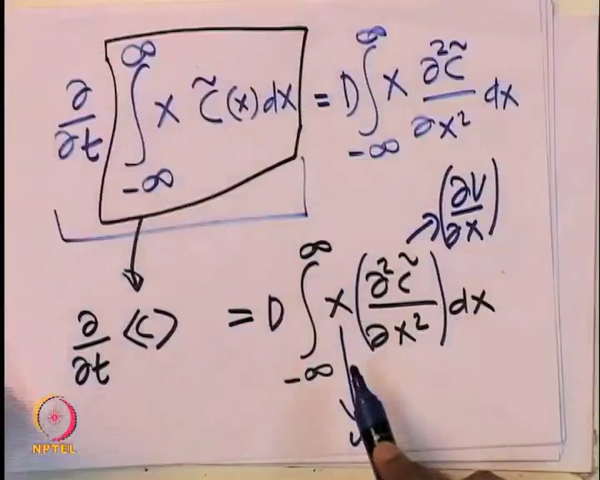 ∂/∂t ∫_{-∞}^{∞} x C̃(x)dx = D ∫_{-∞}^{∞} x ∂²C̃/∂x² dx
(∂V/∂x)
∂/∂t ⟨C⟩ = D ∫_{-∞}^{∞} x (∂²C̃/∂x²) dx
NPTEL